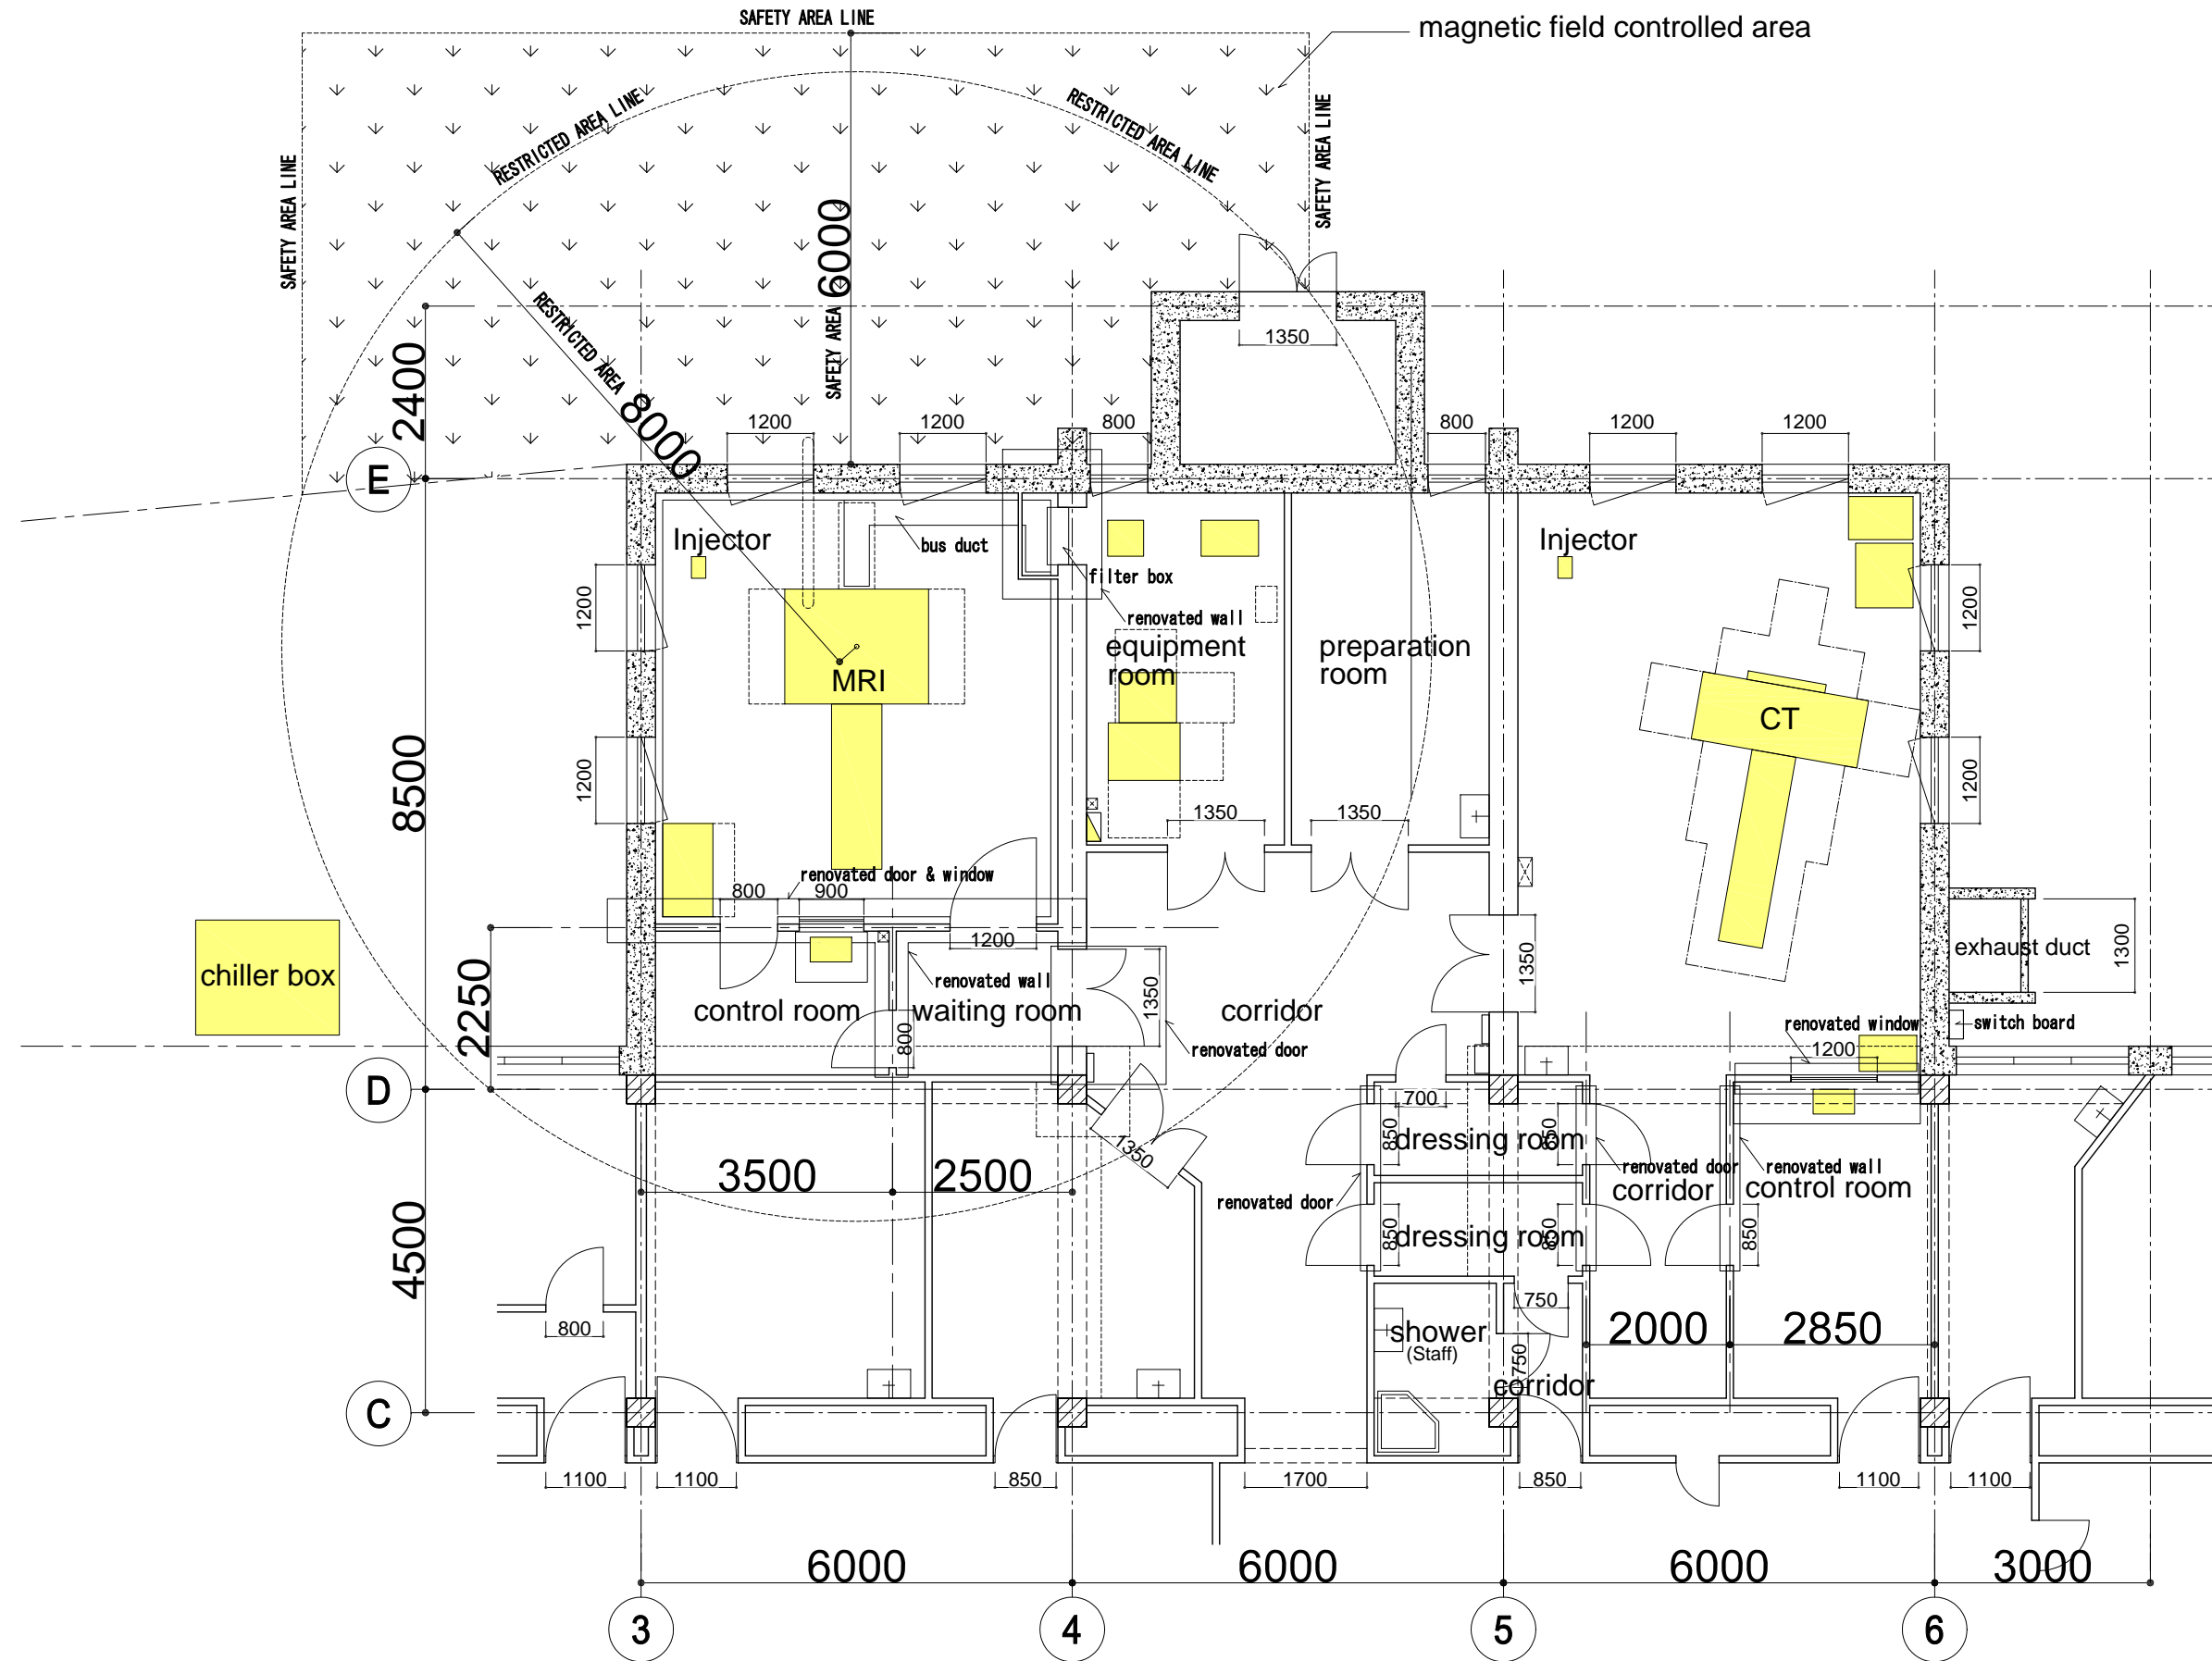 SAFETY AREA LINE
magnetic field controlled area
RESTRICTED AREA LINE
RESTRICTED AREA LINE
SAFETY AREA LINE
SAFETY AREA LINE
SAFETY AREA 6000
RESTRICTED AREA 8000
1350
2400
1200
1200
800
800
1200
1200
E
Injector
bus duct
filter box
renovated wall
Injector
1200
1200
equipment
room
preparation
room
MRI
CT
8500
1200
1200
1350
1350
renovated door & window
800
900
1200
chiller box
2250
control room
renovated wall
waiting room
800
1350
corridor
renovated door
1350
exhaust duct
1300
switch board
renovated window
1200
D
700
850
dressing room
850
1350
3500
2500
renovated door
corridor
renovated wall
control room
renovated door
850
dressing room
850
850
4500
800
750
shower
(Staff)
750
corridor
2000
2850
C
1100
1100
850
1700
850
1100
1100
6000
6000
6000
3000
3
4
5
6